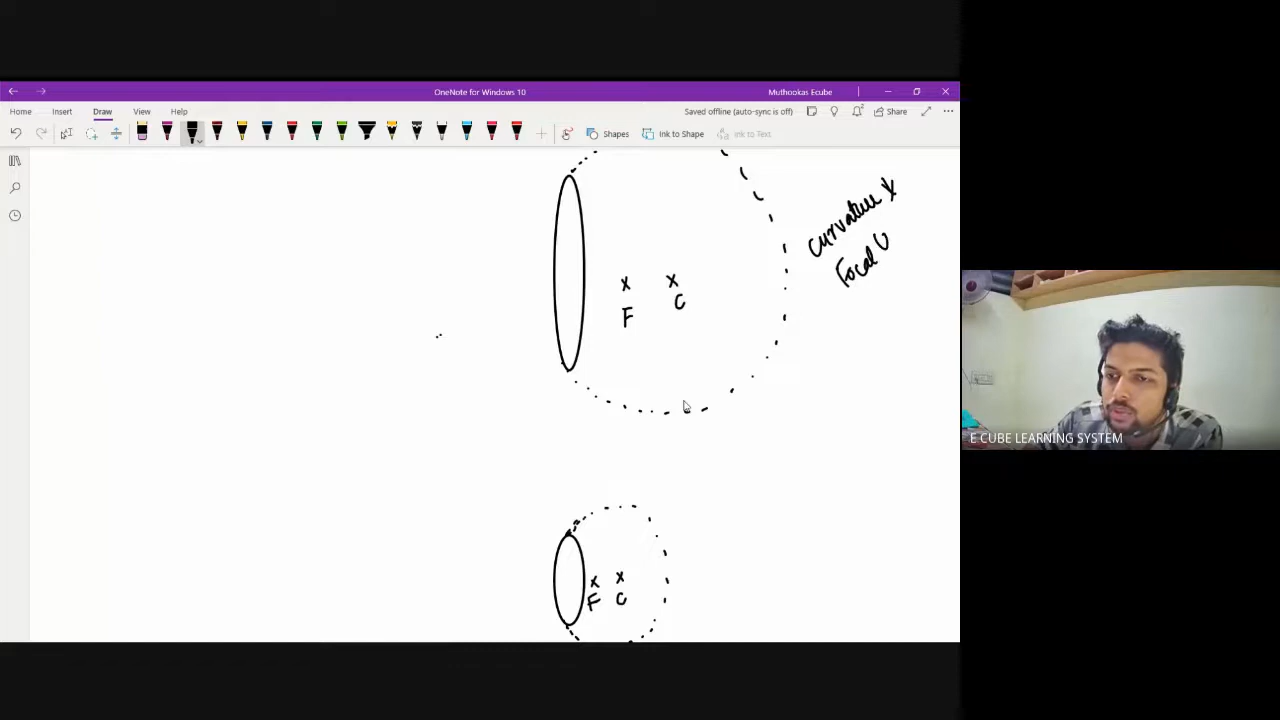 OneNote for Windows 10
Muthookas Ecube
Home Insert Draw View Help
Saved offline (auto-sync is off)
Share
Shapes
Ink to Shape
Ink to Text
Curvature
Focal
x x
F C
x x
F C
E CUBE LEARNING SYSTEM